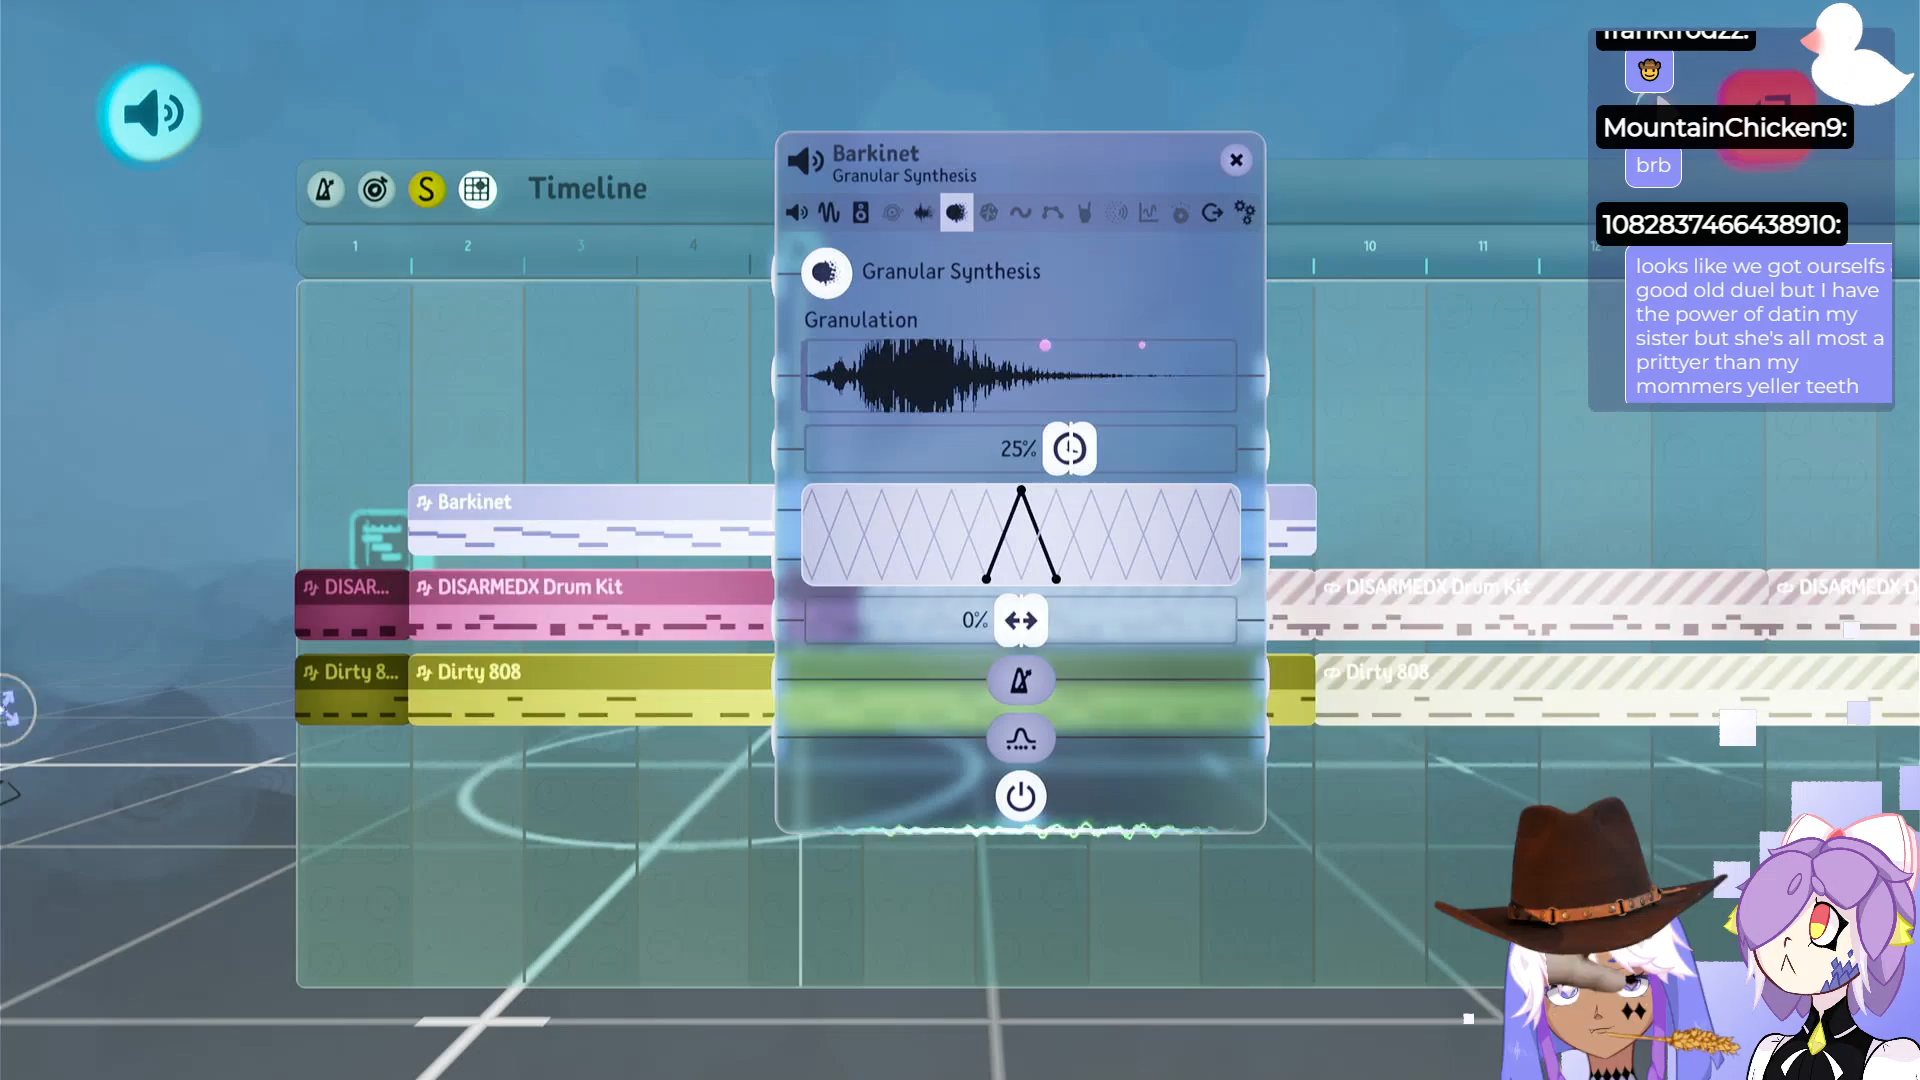 Timeline
1
2
3
4
10
11
12
Barkinet
Granular Synthesis
Granular Synthesis
Granulation
25%
0%
Barkinet
DISAR...
DISARMEDX Drum Kit
DISARMEDX Drum Kit
DISARMEDX D
Dirty 8...
Dirty 808
Dirty 808
S
frankfrodzz:
MountainChicken9:
brb
1082837466438910:
looks like we got ourselfs
good old duel but I have
the power of datin my
sister but she's all most a
prittyer than my
mommers yeller teeth